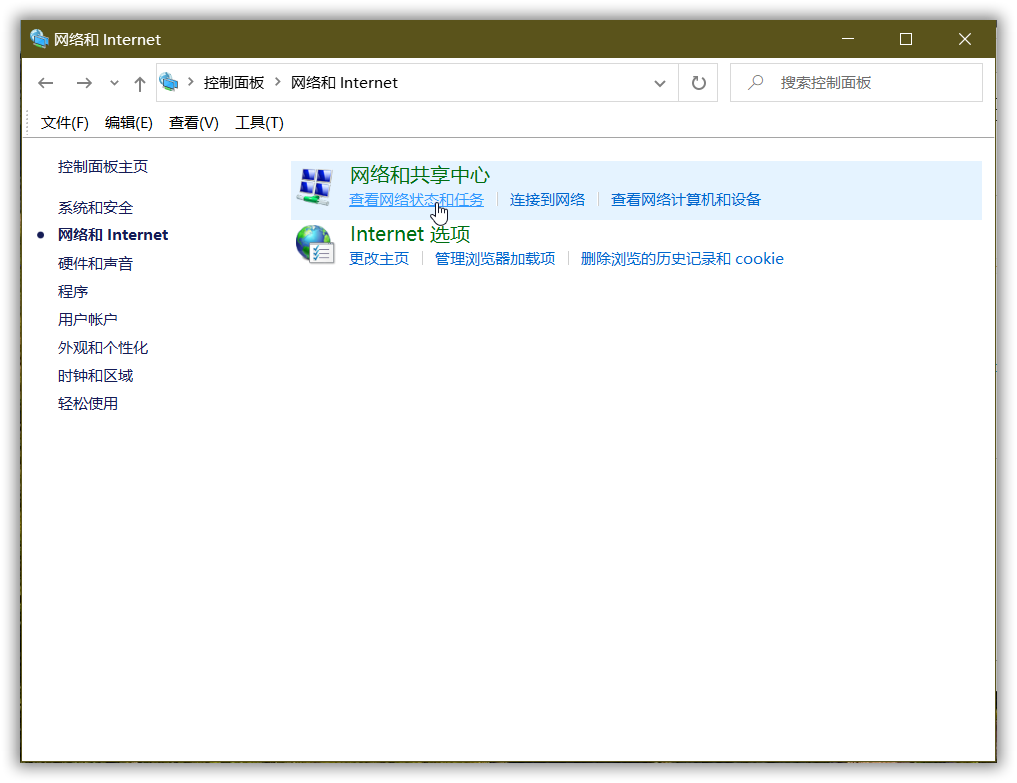 网络和 Internet
控制面板 网络和 Internet
搜索控制面板
文件(F) 编辑(E) 查看(V) 工具(T)
控制面板主页
系统和安全
网络和 Internet
硬件和声音
程序
用户帐户
外观和个性化
时钟和区域
轻松使用
网络和共享中心
查看网络状态和任务 连接到网络 查看网络计算机和设备
Internet 选项
更改主页 管理浏览器加载项 删除浏览的历史记录和 cookie